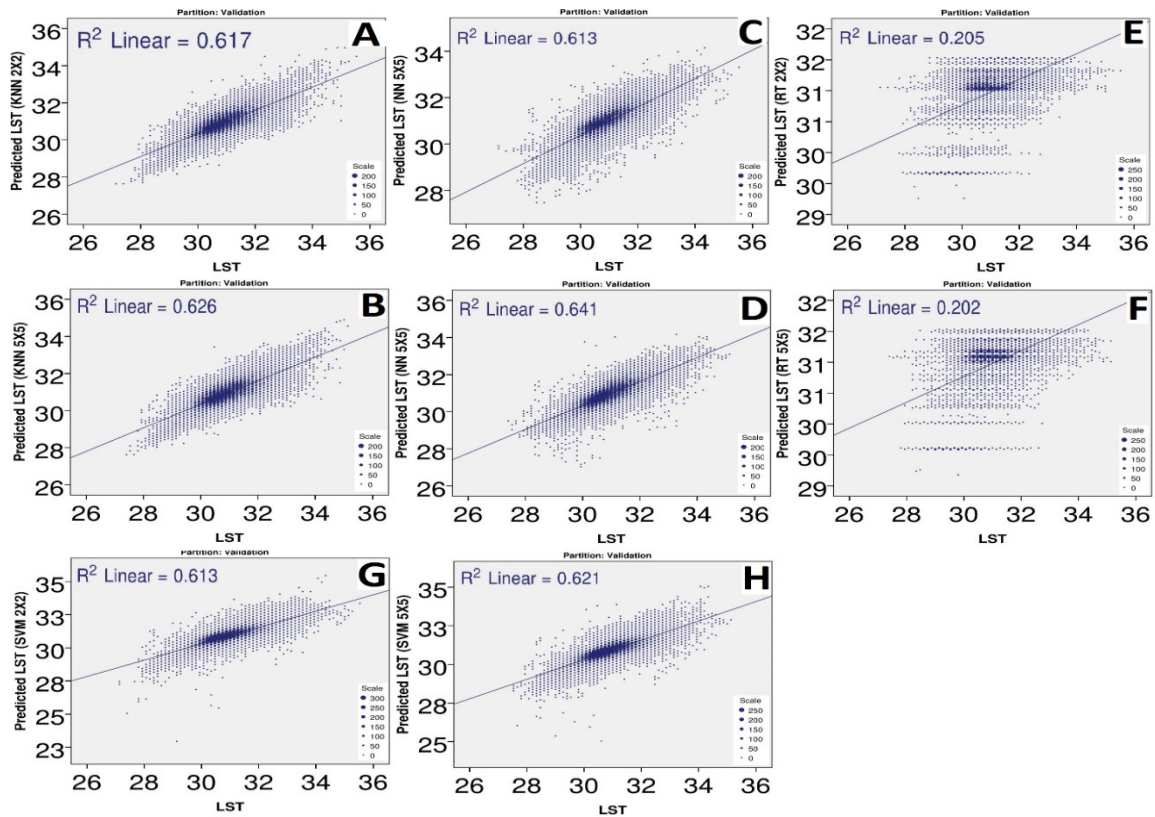 Partition: Validation
R² Linear = 0.617
A
Predicted LST (KNN 2X2)
36
34
32
30
28
26
Scale
200
150
100
50
0
26 28 30 32 34 36
LST
Partition: Validation
R² Linear = 0.613
C
Predicted LST (NN 5X5)
34
32
30
28
Scale
200
150
100
50
0
26 28 30 32 34 36
LST
Partition: Validation
R² Linear = 0.205
E
Predicted LST (RT 2X2)
32
32
31
31
30
30
29
Scale
250
200
150
100
50
0
26 28 30 32 34 36
LST
Partition: Validation
R² Linear = 0.626
B
Predicted LST (KNN 5X5)
36
34
32
30
28
26
Scale
200
150
100
50
0
26 28 30 32 34 36
LST
Partition: Validation
R² Linear = 0.641
D
Predicted LST (NN 5X5)
36
34
32
30
28
26
Scale
200
150
100
50
0
26 28 30 32 34 36
LST
Partition: Validation
R² Linear = 0.202
F
Predicted LST (RT 5X5)
32
32
31
31
30
30
29
Scale
250
200
150
100
50
0
26 28 30 32 34 36
LST
Partition: Validation
R² Linear = 0.613
G
Predicted LST (SVM 2X2)
35
33
30
28
25
23
Scale
300
250
200
150
100
50
0
26 28 30 32 34 36
LST
Partition: Validation
R² Linear = 0.621
H
Predicted LST (SVM 5X5)
35
33
30
28
25
Scale
250
200
150
100
50
0
26 28 30 32 34 36
LST